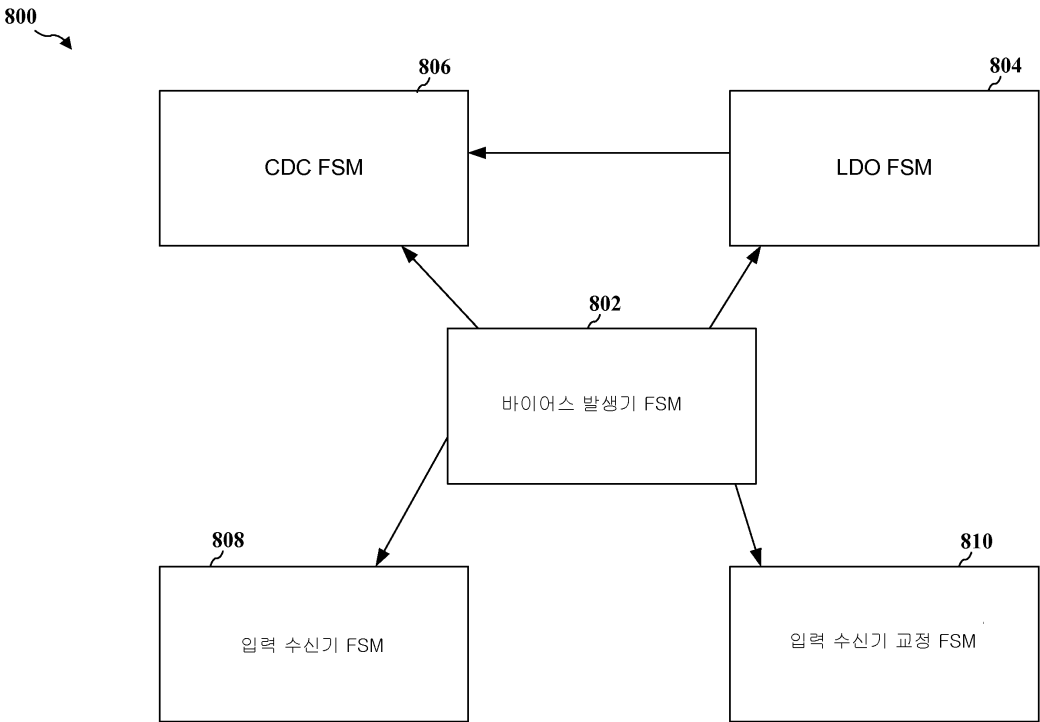 800
806
804
CDC FSM
LDO FSM
802
바이어스 발생기 FSM
808
810
입력 수신기 FSM
입력 수신기 교정 FSM